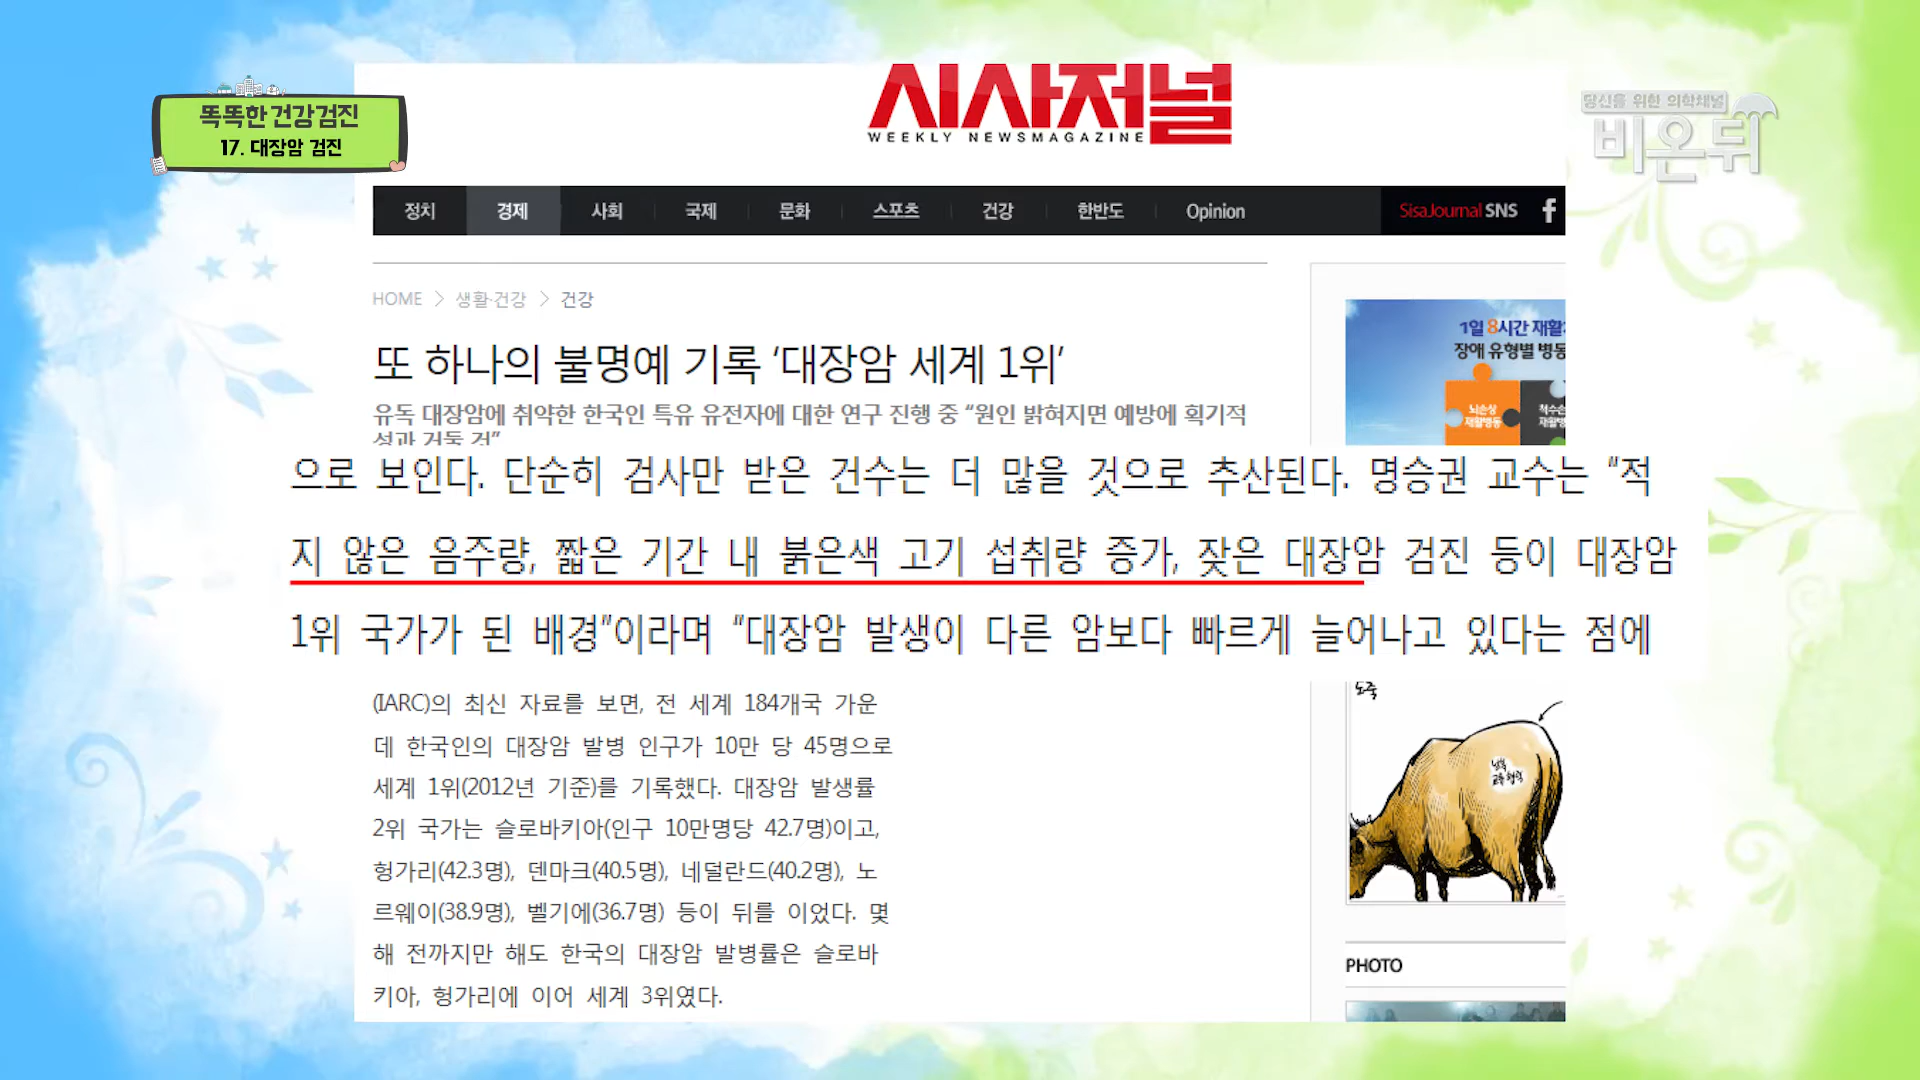 똑똑한 건강검진
17. 대장암 검진
당신을 위한 의학채널
비온뒤
시사저널
WEEKLY NEWSMAGAZINE
정치 경제 사회 국제 문화 스포츠 건강 한반도 Opinion SisaJournal SNS f
HOME > 생활·건강 > 건강
또 하나의 불명예 기록 ‘대장암 세계 1위’
유독 대장암에 취약한 한국인 특유 유전자에 대한 연구 진행 중 “원인 밝혀지면 예방에 획기적
성과 거둘 것”
1일 8시간 재활
장애 유형별 병동
뇌손상
재활병동
척수손
재활병
으로 보인다. 단순히 검사만 받은 건수는 더 많을 것으로 추산된다. 명승권 교수는 “적
지 않은 음주량, 짧은 기간 내 붉은색 고기 섭취량 증가, 잦은 대장암 검진 등이 대장암
1위 국가가 된 배경”이라며 “대장암 발생이 다른 암보다 빠르게 늘어나고 있다는 점에
(IARC)의 최신 자료를 보면, 전 세계 184개국 가운
데 한국인의 대장암 발병 인구가 10만 당 45명으로
세계 1위(2012년 기준)를 기록했다. 대장암 발생률
2위 국가는 슬로바키아(인구 10만명당 42.7명)이고,
헝가리(42.3명), 덴마크(40.5명), 네덜란드(40.2명), 노
르웨이(38.9명), 벨기에(36.7명) 등이 뒤를 이었다. 몇
해 전까지만 해도 한국의 대장암 발병률은 슬로바
키아, 헝가리에 이어 세계 3위였다.
PHOTO